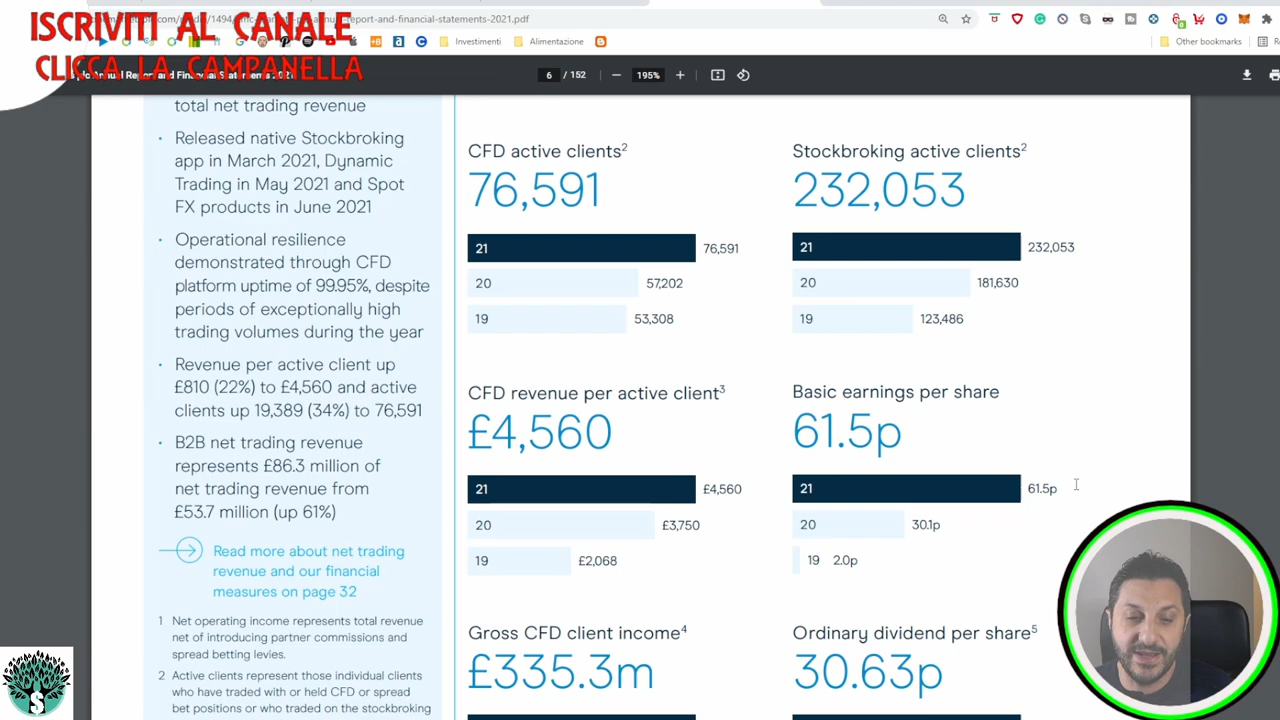 /1494/
report-and-financial-statements-2021.pdf
ISCRIVITI AL CANALE
CLICCA LA CAMPANELLA
Investimenti
Alimentazione
Other bookmarks
6 / 152
195%
total net trading revenue
· Released native Stockbroking
app in March 2021, Dynamic
Trading in May 2021 and Spot
FX products in June 2021
· Operational resilience
demonstrated through CFD
platform uptime of 99.95%, despite
periods of exceptionally high
trading volumes during the year
· Revenue per active client up
£810 (22%) to £4,560 and active
clients up 19,389 (34%) to 76,591
· B2B net trading revenue
represents £86.3 million of
net trading revenue from
£53.7 million (up 61%)
Read more about net trading
revenue and our financial
measures on page 32
1 Net operating income represents total revenue
net of introducing partner commissions and
spread betting levies.
2 Active clients represent those individual clients
who have traded with or held CFD or spread
bet positions or who traded on the stockbroking
CFD active clients2
76,591
21 76,591
20 57,202
19 53,308
Stockbroking active clients2
232,053
21 232,053
20 181,630
19 123,486
CFD revenue per active client3
£4,560
21 £4,560
20 £3,750
19 £2,068
Basic earnings per share
61.5p
21 61.5p
20 30.1p
19 2.0p
Gross CFD client income4
£335.3m
Ordinary dividend per share5
30.63p
$